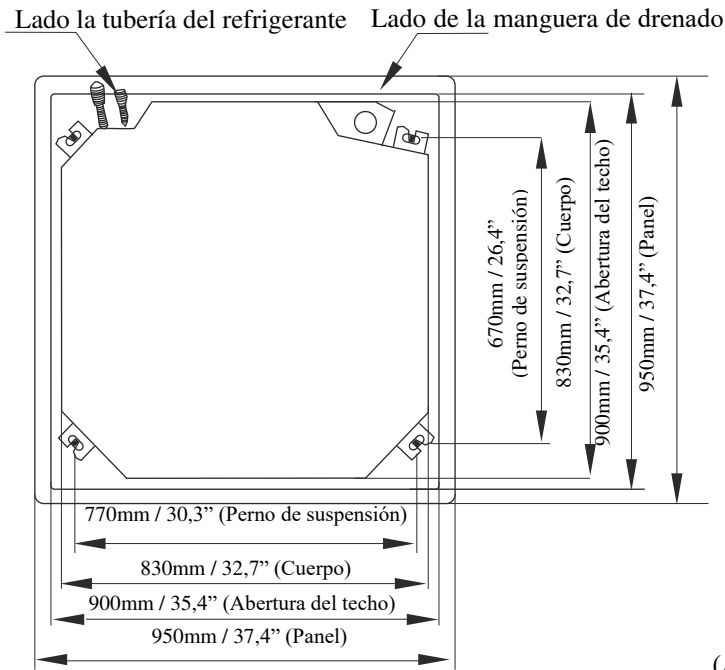 Lado la tubería del refrigerante
Lado de la manguera de drenado
670mm / 26,4”
(Perno de suspensión)
830mm / 32,7” (Cuerpo)
900mm / 35,4” (Abertura del techo)
950mm / 37,4” (Panel)
770mm / 30,3” (Perno de suspensión)
830mm / 32,7” (Cuerpo)
900mm / 35,4” (Abertura del techo)
950mm / 37,4” (Panel)